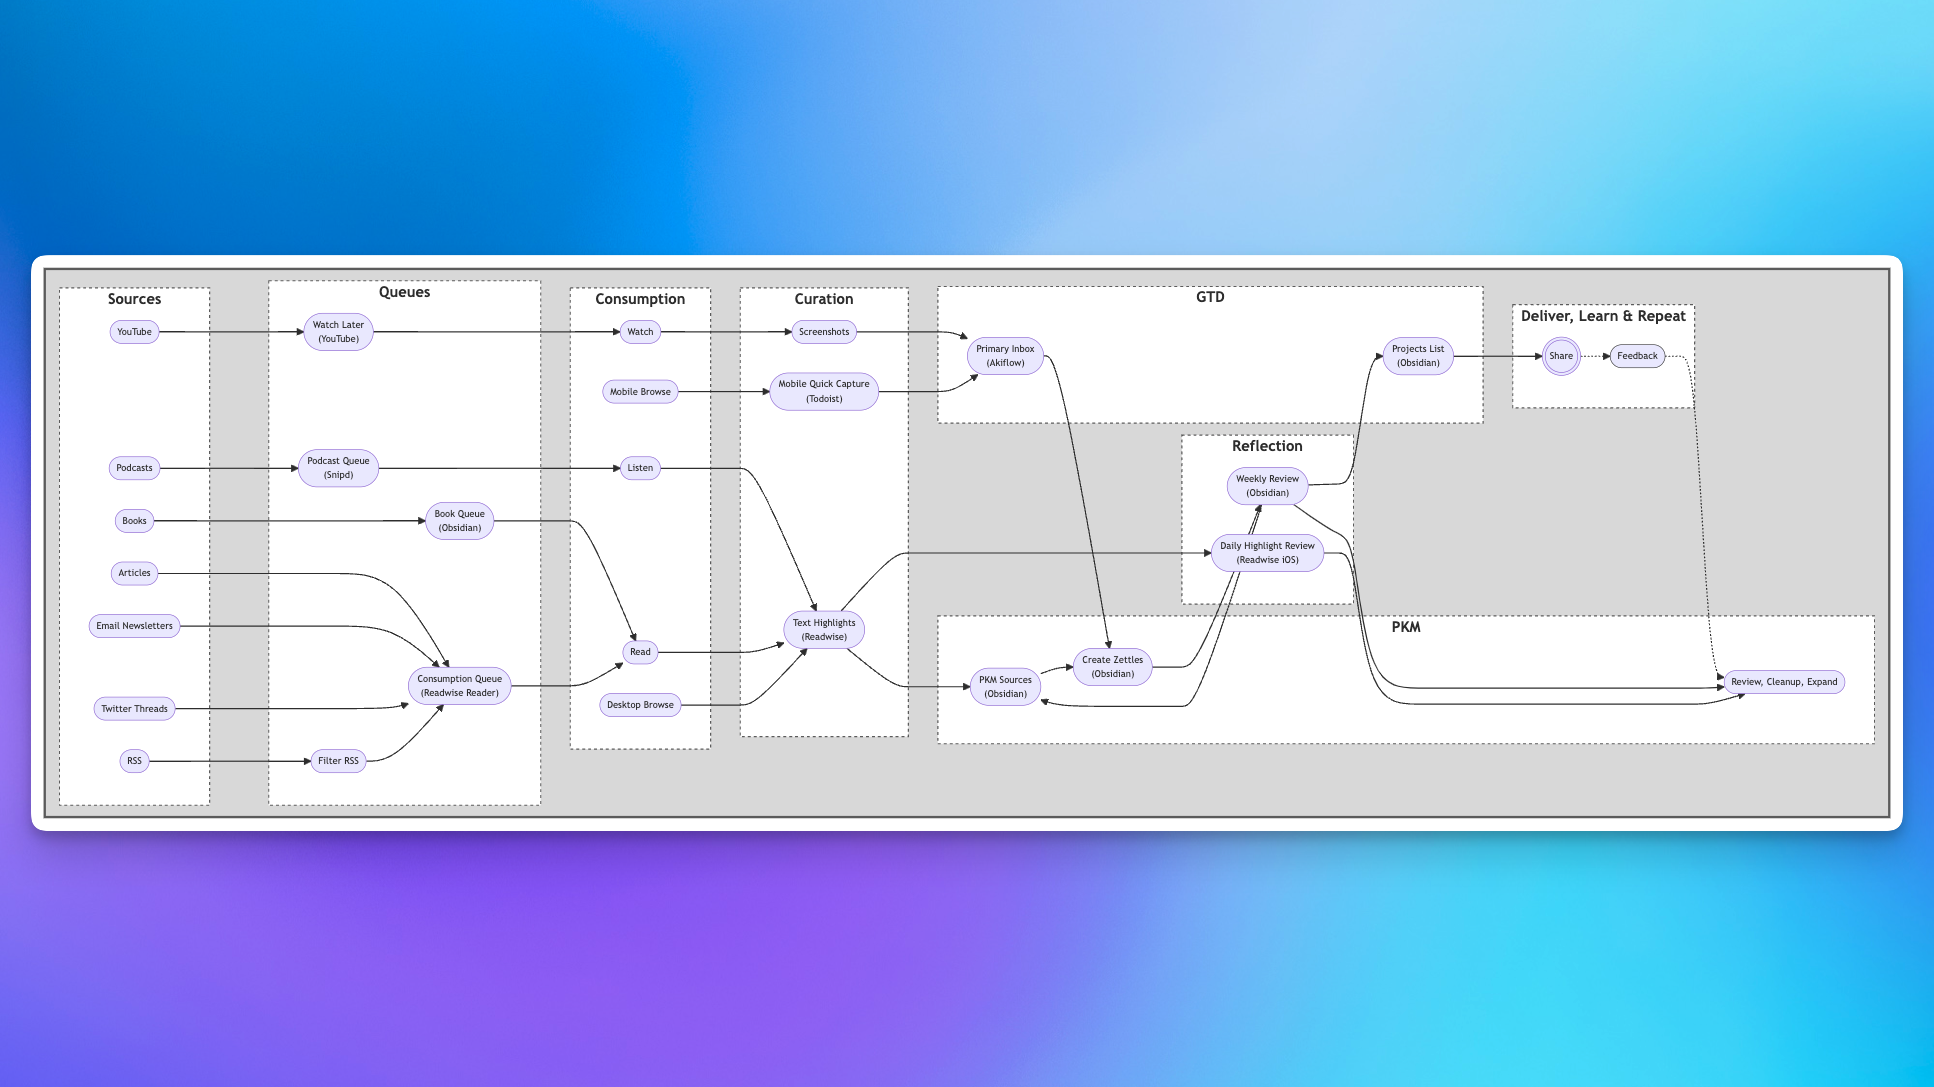 Sources
YouTube
Podcasts
Books
Articles
Email Newsletters
Twitter Threads
RSS
Queues
Watch Later
(YouTube)
Podcast Queue
(Snipd)
Book Queue
(Obsidian)
Consumption Queue
(Readwise Reader)
Filter RSS
Consumption
Watch
Mobile Browse
Listen
Read
Desktop Browse
Curation
Screenshots
Mobile Quick Capture
(Todoist)
Text Highlights
(Readwise)
GTD
Primary Inbox
(Akiflow)
Projects List
(Obsidian)
Deliver, Learn & Repeat
Share
Feedback
Reflection
Weekly Review
(Obsidian)
Daily Highlight Review
(Readwise iOS)
PKM
PKM Sources
(Obsidian)
Create Zettles
(Obsidian)
Review, Cleanup, Expand